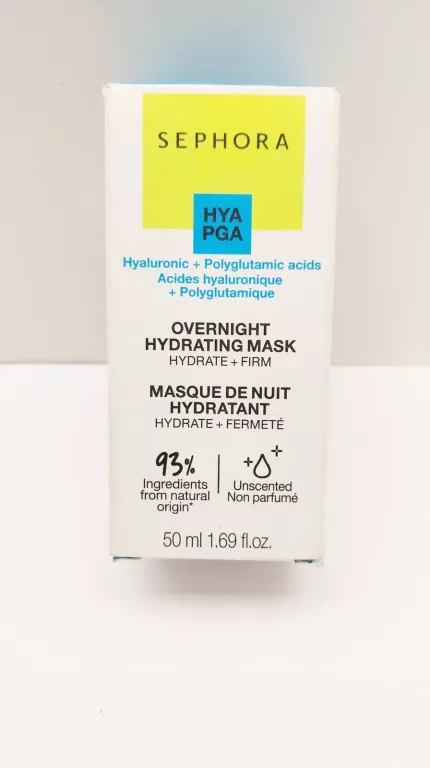 SEPHORA
HYA
PGA
Hyaluronic + Polyglutamic acids
Acides hyaluronique
+ Polyglutamique
OVERNIGHT
HYDRATING MASK
HYDRATE + FIRM
MASQUE DE NUIT
HYDRATANT
HYDRATE + FERMETÉ
93%
Ingredients
from natural
origin*
Unscented
Non parfumé
50 ml 1.69 fl.oz.